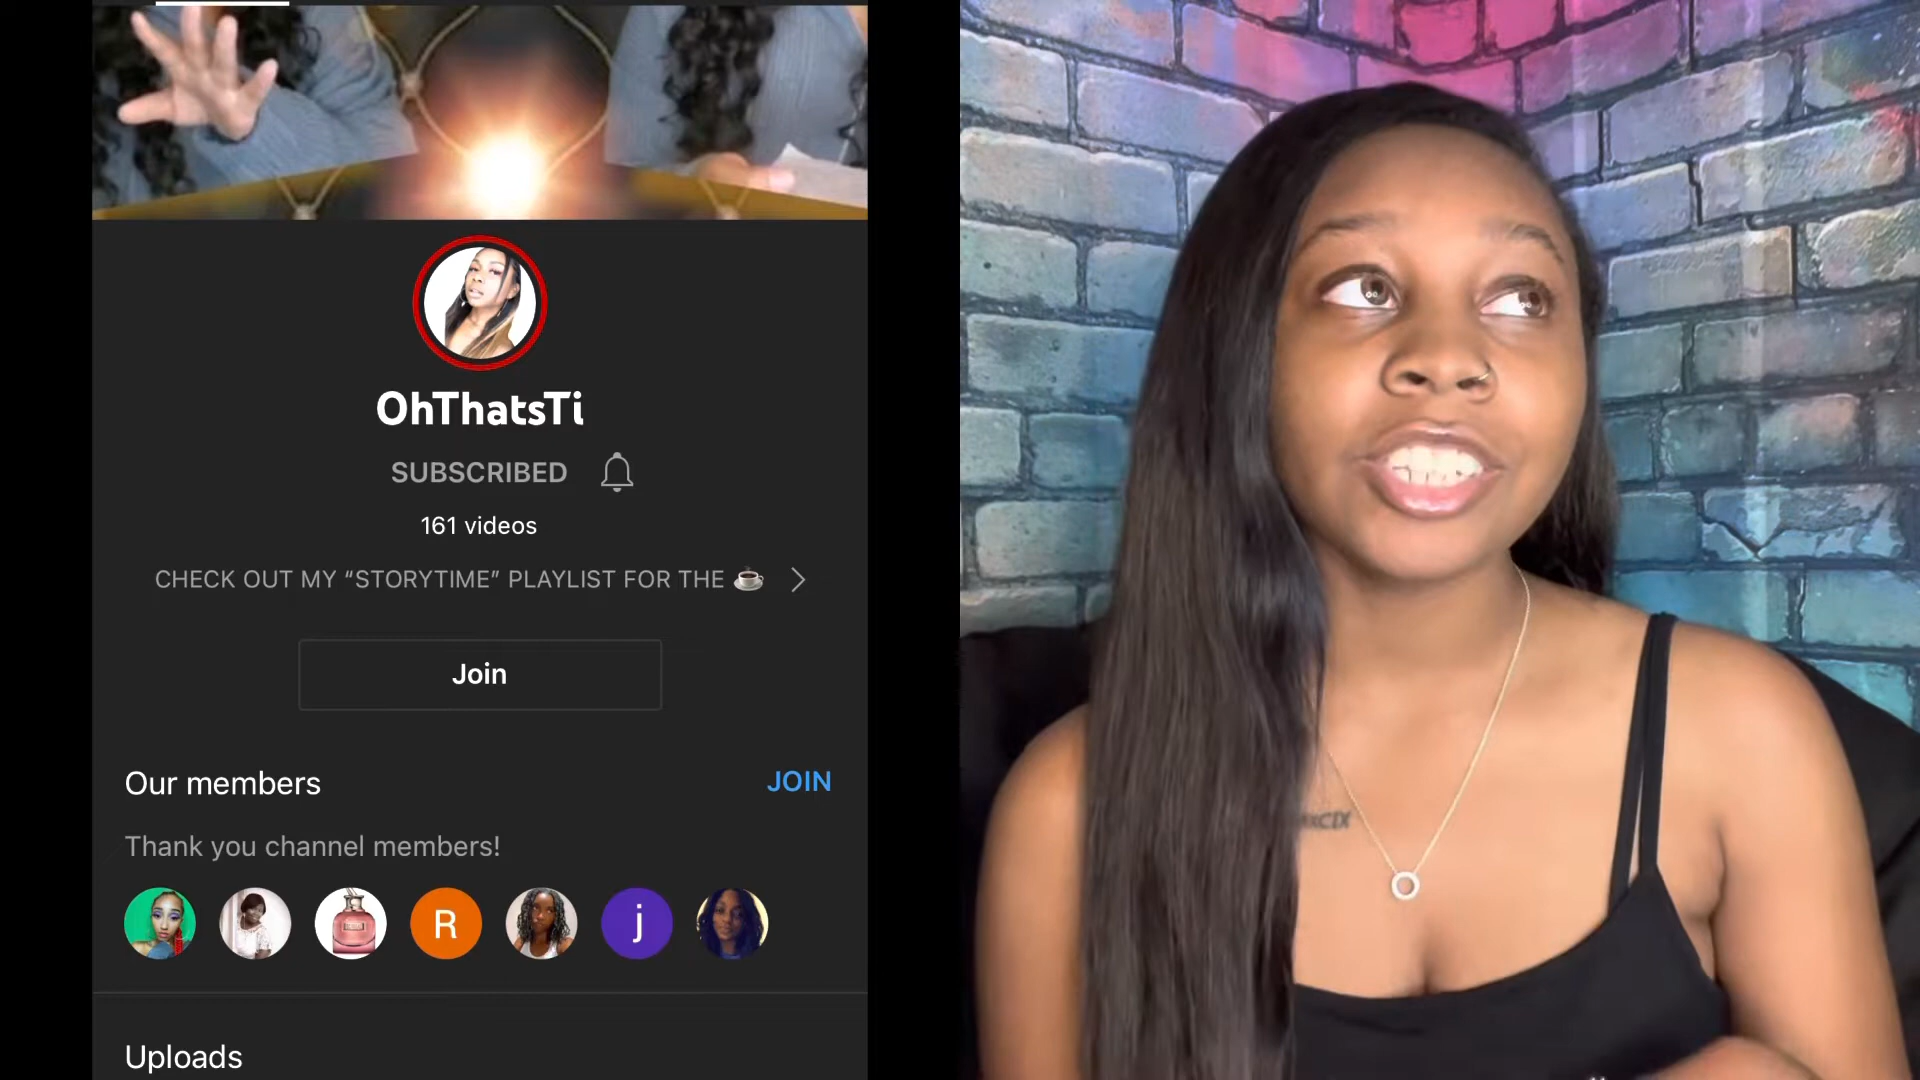 OhThatsTi
SUBSCRIBED
161 videos
CHECK OUT MY “STORYTIME” PLAYLIST FOR THE ☕
Join
Our members
JOIN
Thank you channel members!
R
j
Uploads